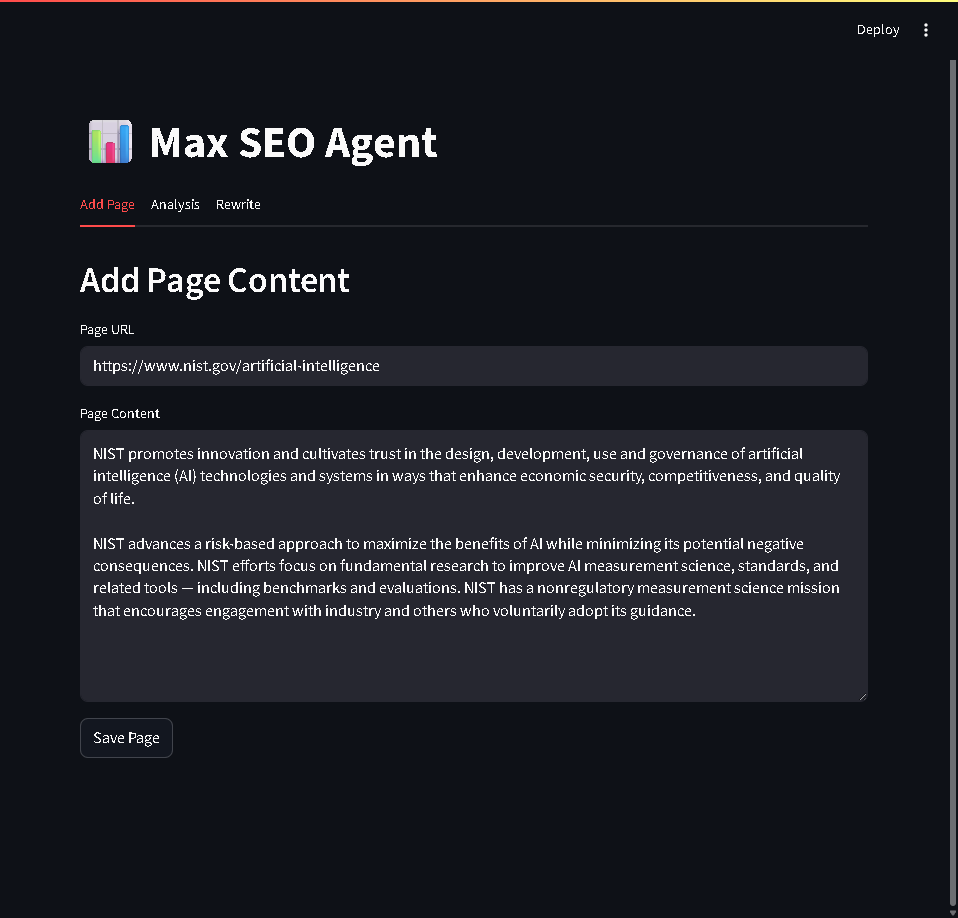 Deploy
Max SEO Agent
Add Page Analysis Rewrite
Add Page Content
Page URL
https://www.nist.gov/artificial-intelligence
Page Content
NIST promotes innovation and cultivates trust in the design, development, use and governance of artificial
intelligence (AI) technologies and systems in ways that enhance economic security, competitiveness, and quality
of life.
NIST advances a risk-based approach to maximize the benefits of AI while minimizing its potential negative
consequences. NIST efforts focus on fundamental research to improve AI measurement science, standards, and
related tools — including benchmarks and evaluations. NIST has a nonregulatory measurement science mission
that encourages engagement with industry and others who voluntarily adopt its guidance.
Save Page